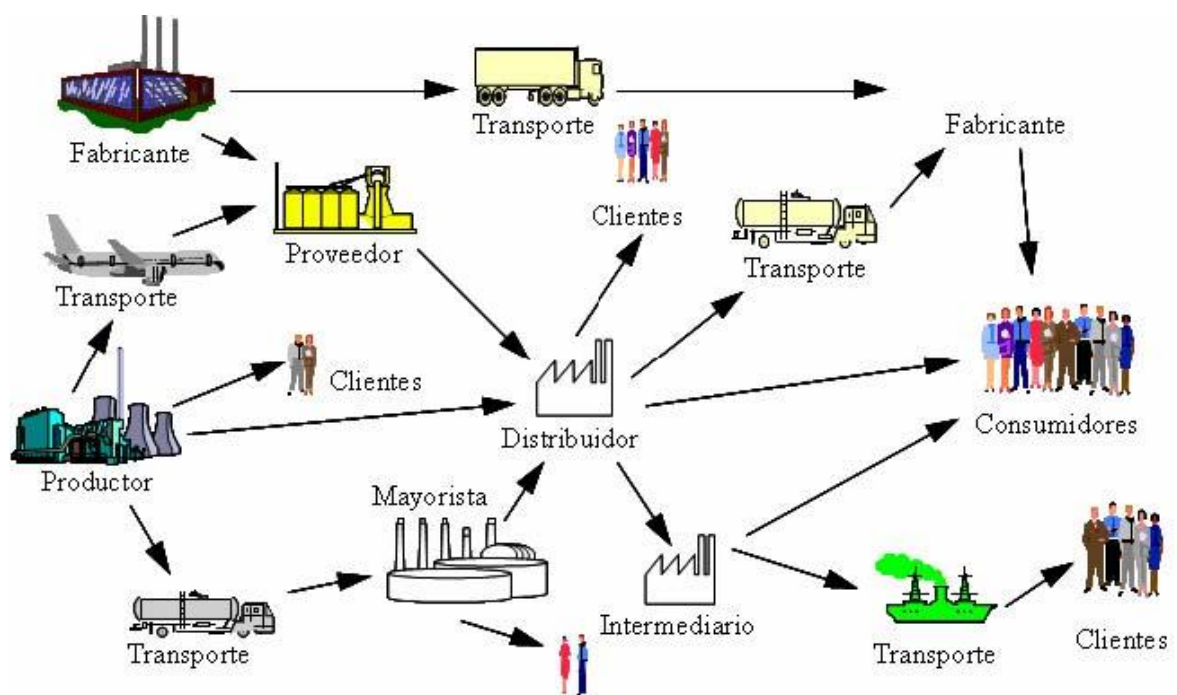 Transporte
Fabricante
Fabricante
Clientes
Proveedor
Transporte
Transporte
Clientes
Consumidores
Distribuidor
Productor
Mayorista
Intermediario
Transporte
Transporte
Clientes